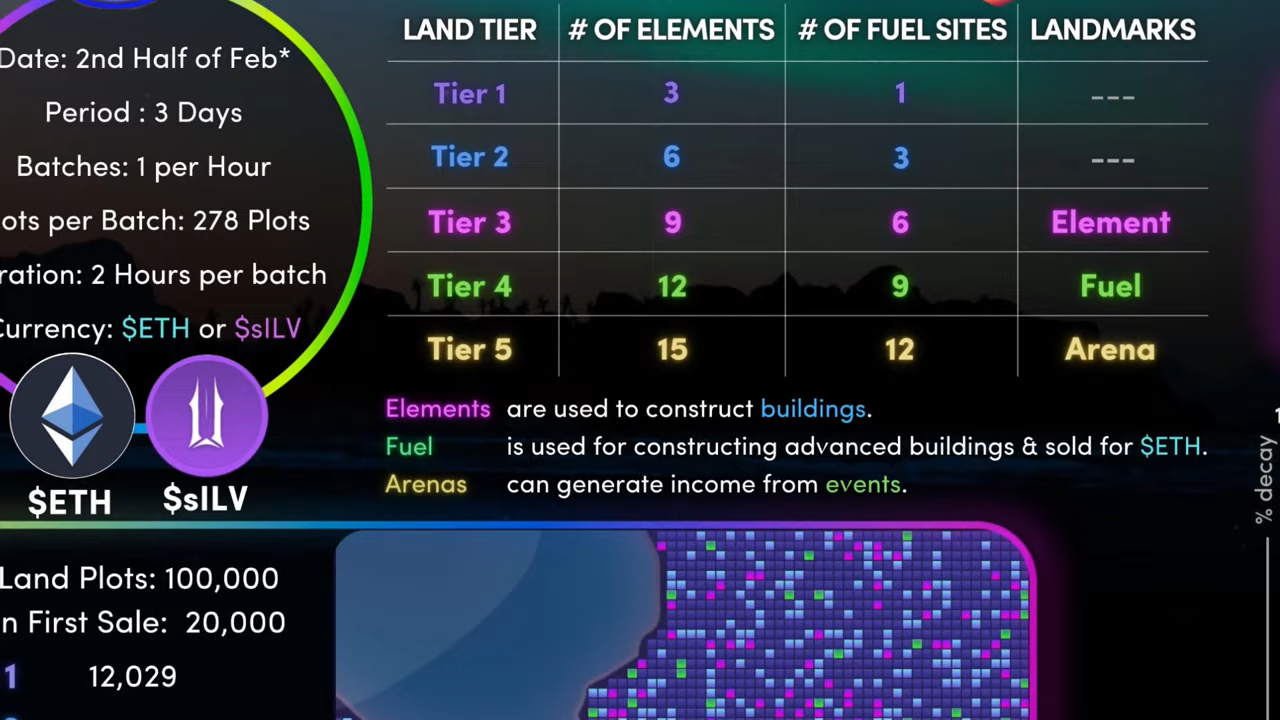 Date: 2nd Half of Feb*
Period : 3 Days
Batches: 1 per Hour
ots per Batch: 278 Plots
ration: 2 Hours per batch
Currency: $ETH or $sILV
$ETH $sILV
LAND TIER # OF ELEMENTS # OF FUEL SITES LANDMARKS
Tier 1 3 1 ---
Tier 2 6 3 ---
Tier 3 9 6 Element
Tier 4 12 9 Fuel
Tier 5 15 12 Arena
Elements are used to construct buildings.
Fuel is used for constructing advanced buildings & sold for $ETH.
Arenas can generate income from events.
Land Plots: 100,000
n First Sale: 20,000
1 12,029
% decay